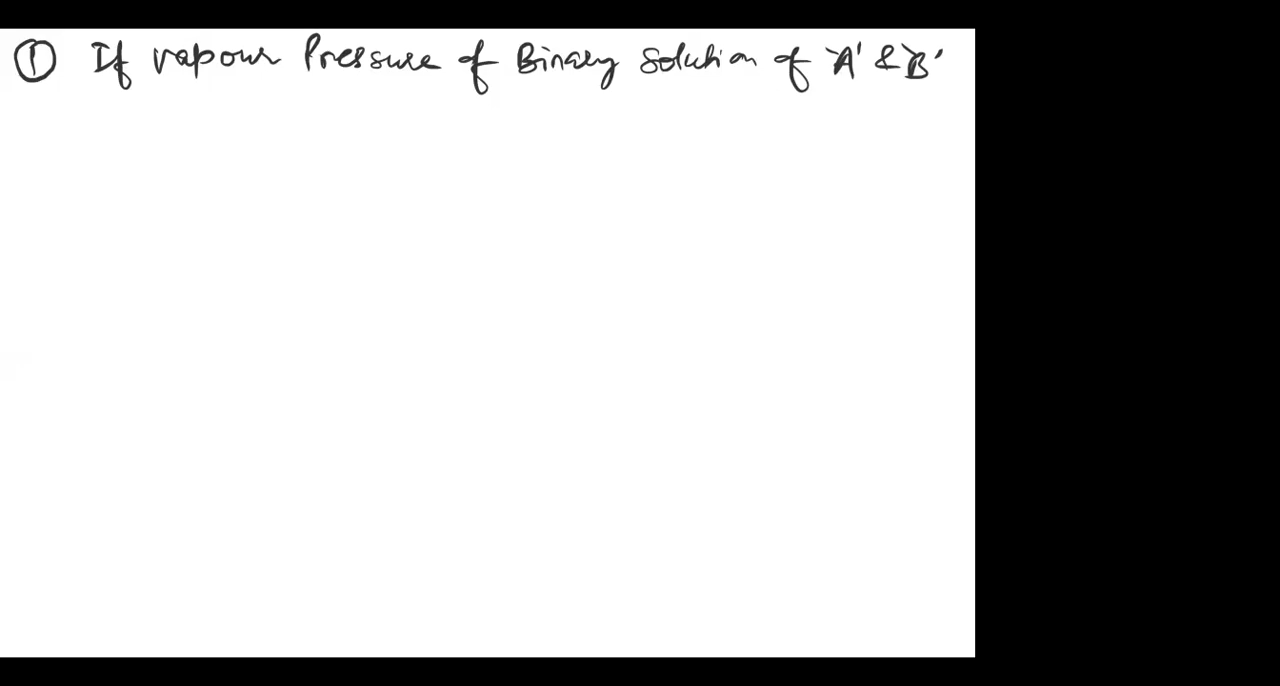 ① If vapour Pressure of Binary Solution of 'A' & 'B'